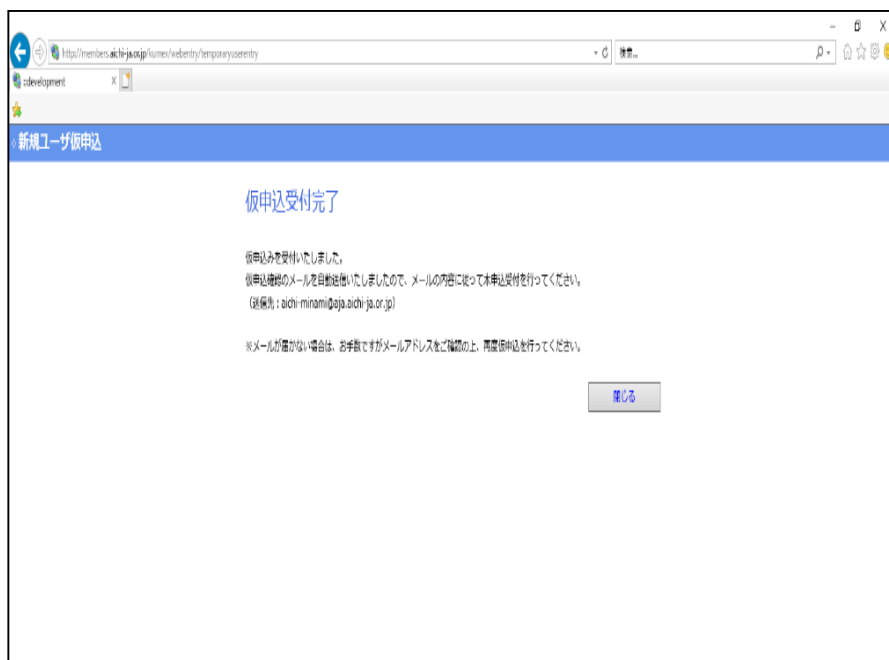 http://members.aichi-ja.or.jp/kumex/webentry/temporaryuserentry
検索...
::development
新規ユーザ仮申込
仮申込受付完了
仮申込みを受付いたしました。
仮申込確認のメールを自動送信いたしましたので、メールの内容に従って本申込受付を行ってください。
（送信先：aichi-minami@aja.aichi-ja.or.jp）
※メールが届かない場合は、お手数ですがメールアドレスをご確認の上、再度仮申込を行ってください。
閉じる